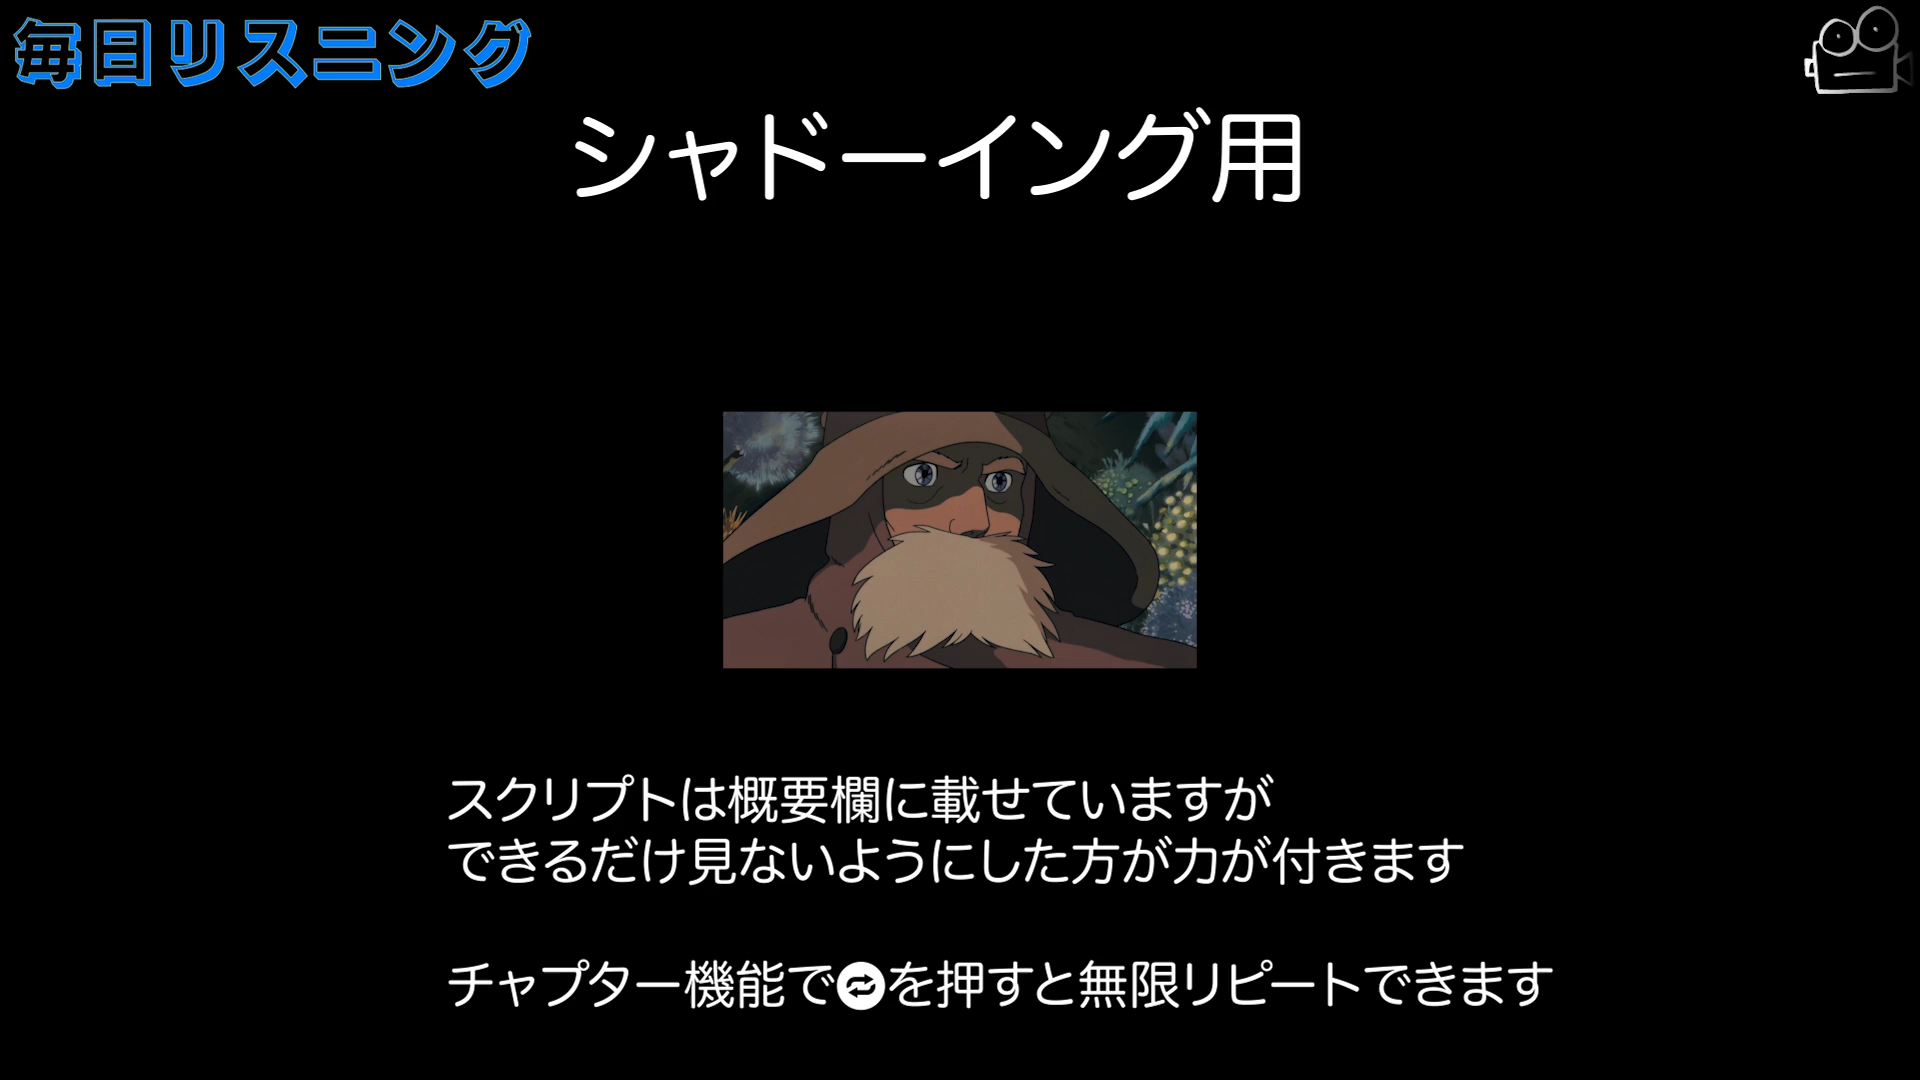 毎日リスニング
シャドーイング用
スクリプトは概要欄に載せていますが
できるだけ見ないようにした方が力が付きます
チャプター機能で🔁を押すと無限リピートできます